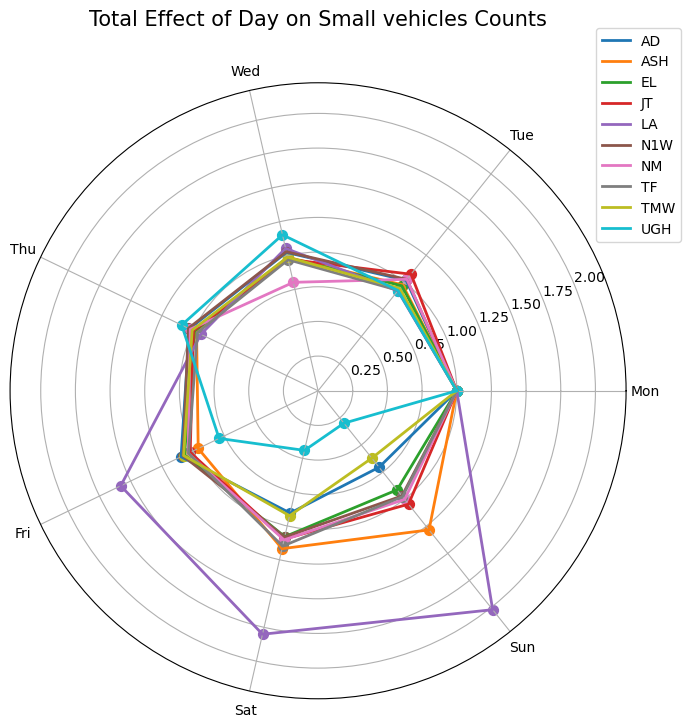 Total Effect of Day on Small vehicles Counts
AD
ASH
EL
JT
LA
N1W
NM
TF
TMW
UGH
Wed
Tue
Thu
2.00
1.75
1.50
1.25
1.00
0.50
0.25
Mon
Fri
Sun
Sat